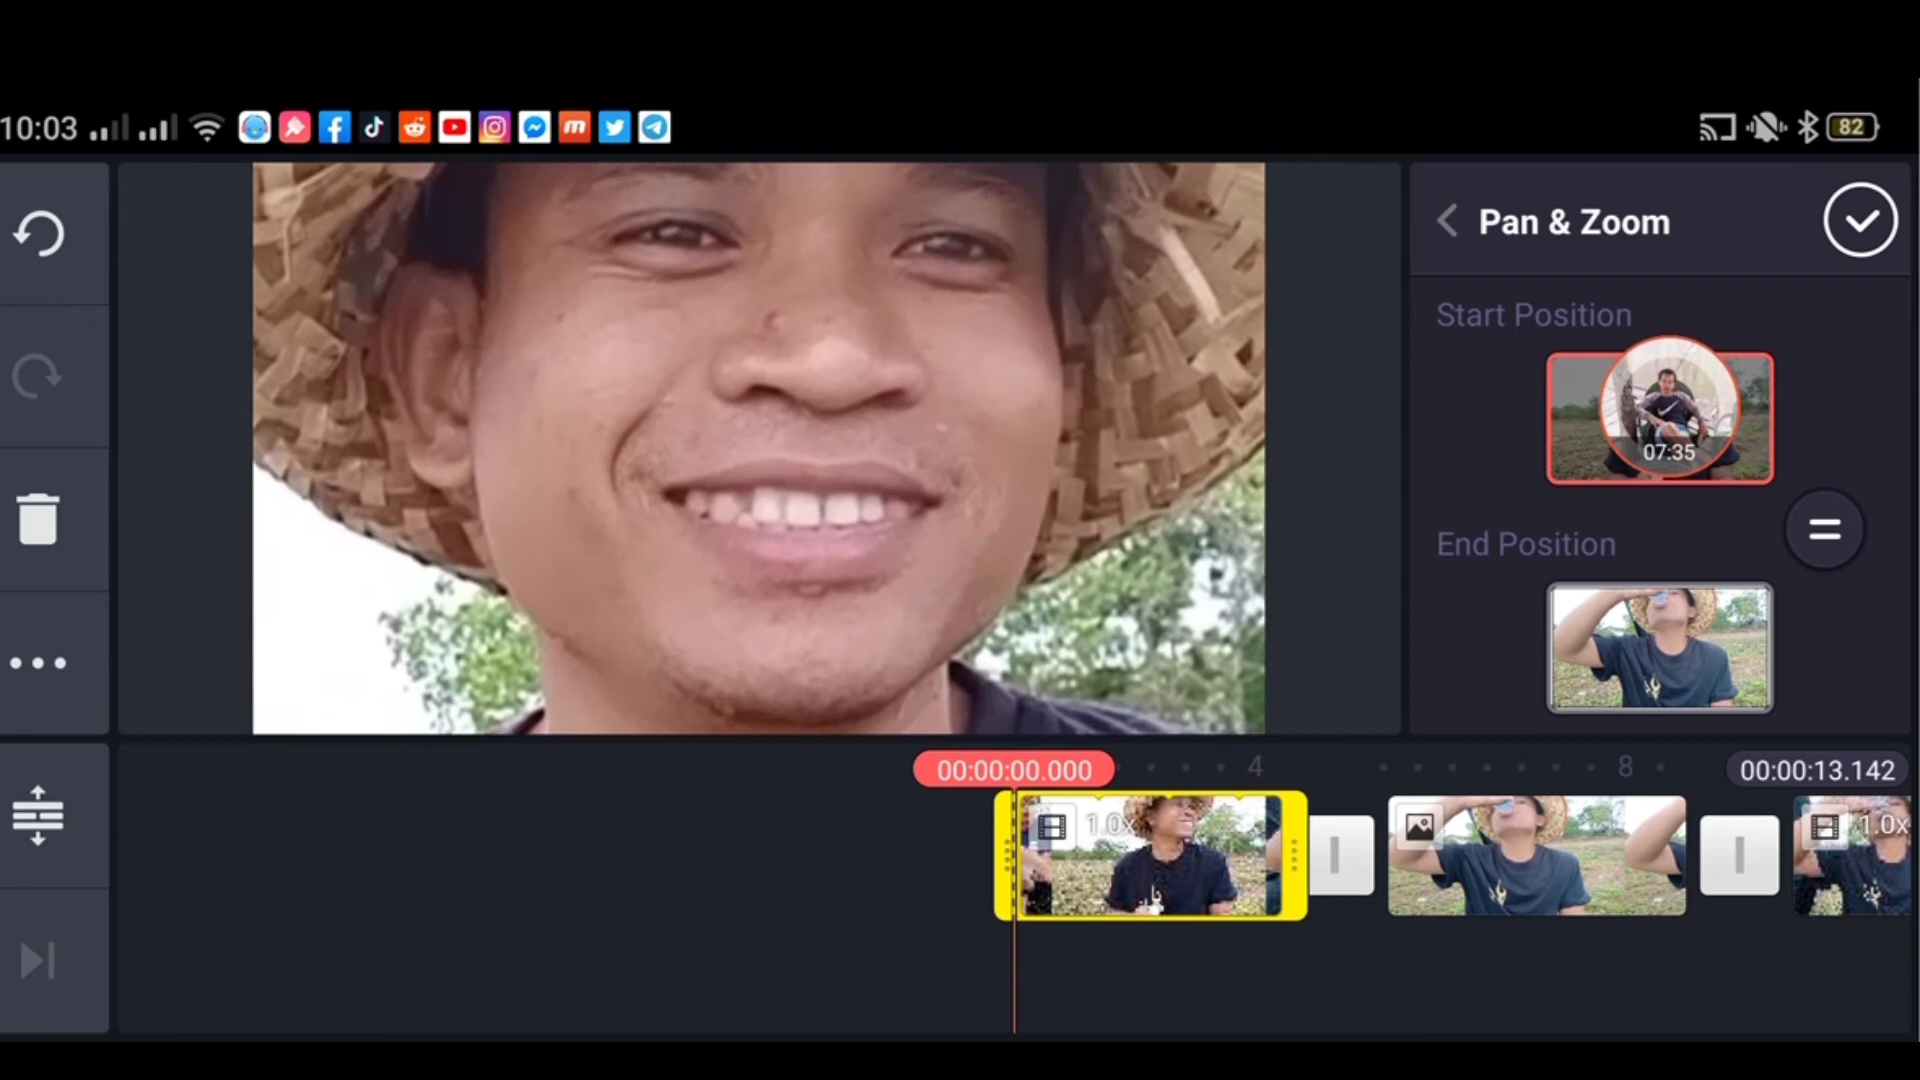 10:03
82
Pan & Zoom
Start Position
07:35
End Position
00:00:00.000
4
8
00:00:13.142
1.0x
1.0x